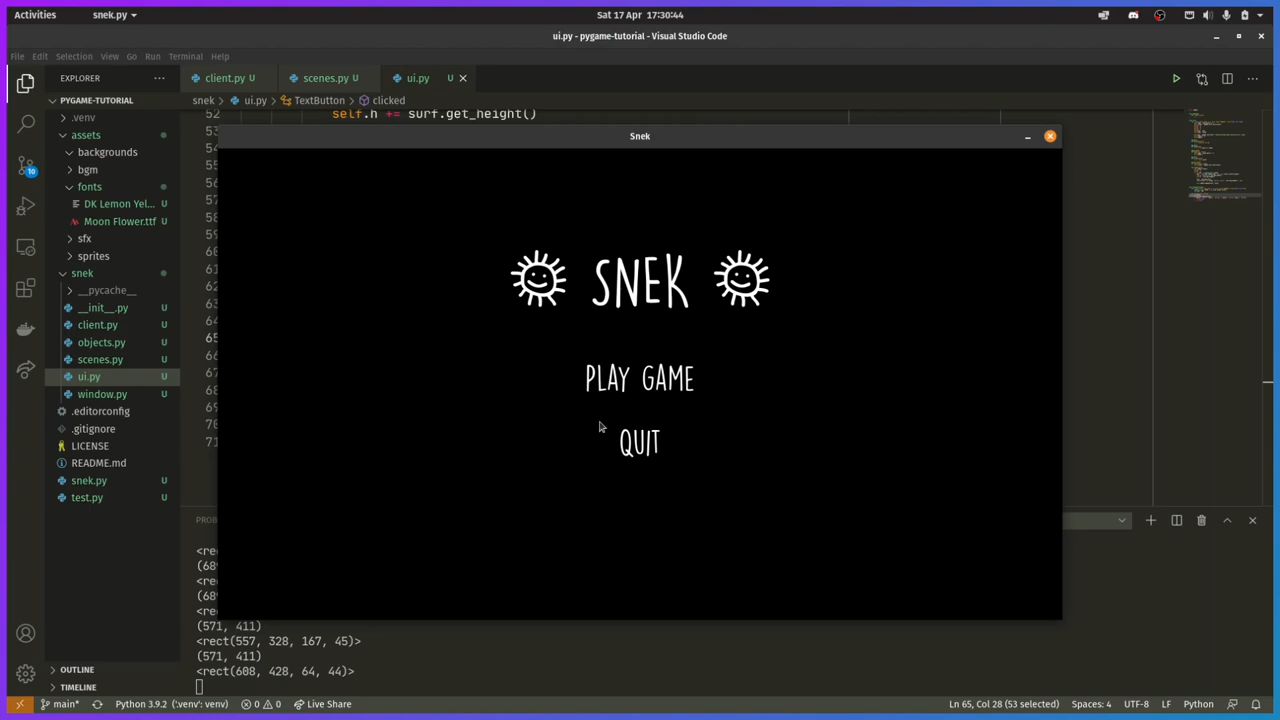 Activities
snek.py
Sat 17 Apr 17:30:44
ui.py - pygame-tutorial - Visual Studio Code
File Edit Selection View Go Run Terminal Help
EXPLORER
client.py U
scenes.py U
ui.py U
PYGAME-TUTORIAL
snek > ui.py > TextButton > clicked
.venv
assets
backgrounds
bgm
fonts
DK Lemon Yel... U
Moon Flower.ttf U
sfx
sprites
snek
__pycache__
__init__.py U
client.py U
objects.py U
scenes.py U
ui.py U
window.py U
.editorconfig
.gitignore
LICENSE
README.md
snek.py U
test.py U
OUTLINE
TIMELINE
10
52 self.h += surf.get_height()
Snek
SNEK
PLAY GAME
QUIT
(571, 411)
<rect(557, 328, 167, 45)>
(571, 411)
<rect(608, 428, 64, 44)>
main*
Python 3.9.2 ('.venv': venv)
0 0
Live Share
Ln 65, Col 28 (53 selected)
Spaces: 4
UTF-8
LF
Python